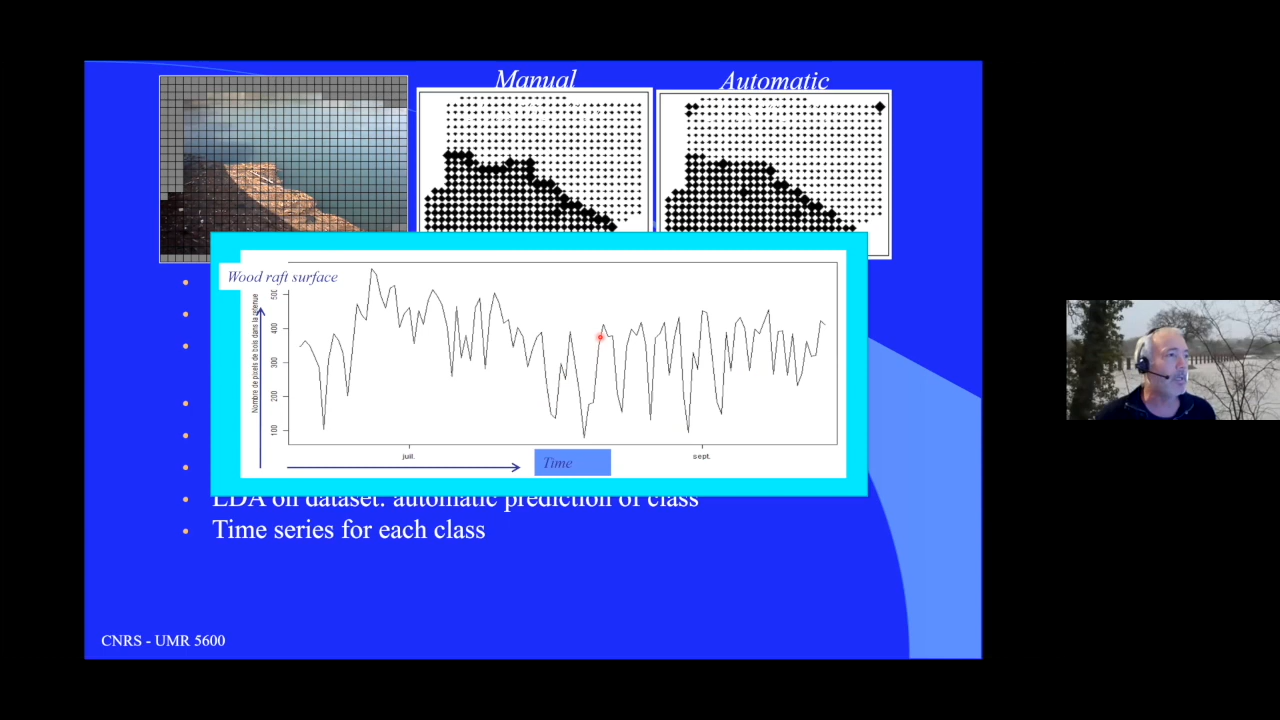 Manual
Automatic
Wood raft surface
Nombre de pixels de bois dans la retenue
500
400
300
200
100
juil.
sept.
Time
LDA on dataset: automatic prediction of class
Time series for each class
CNRS - UMR 5600